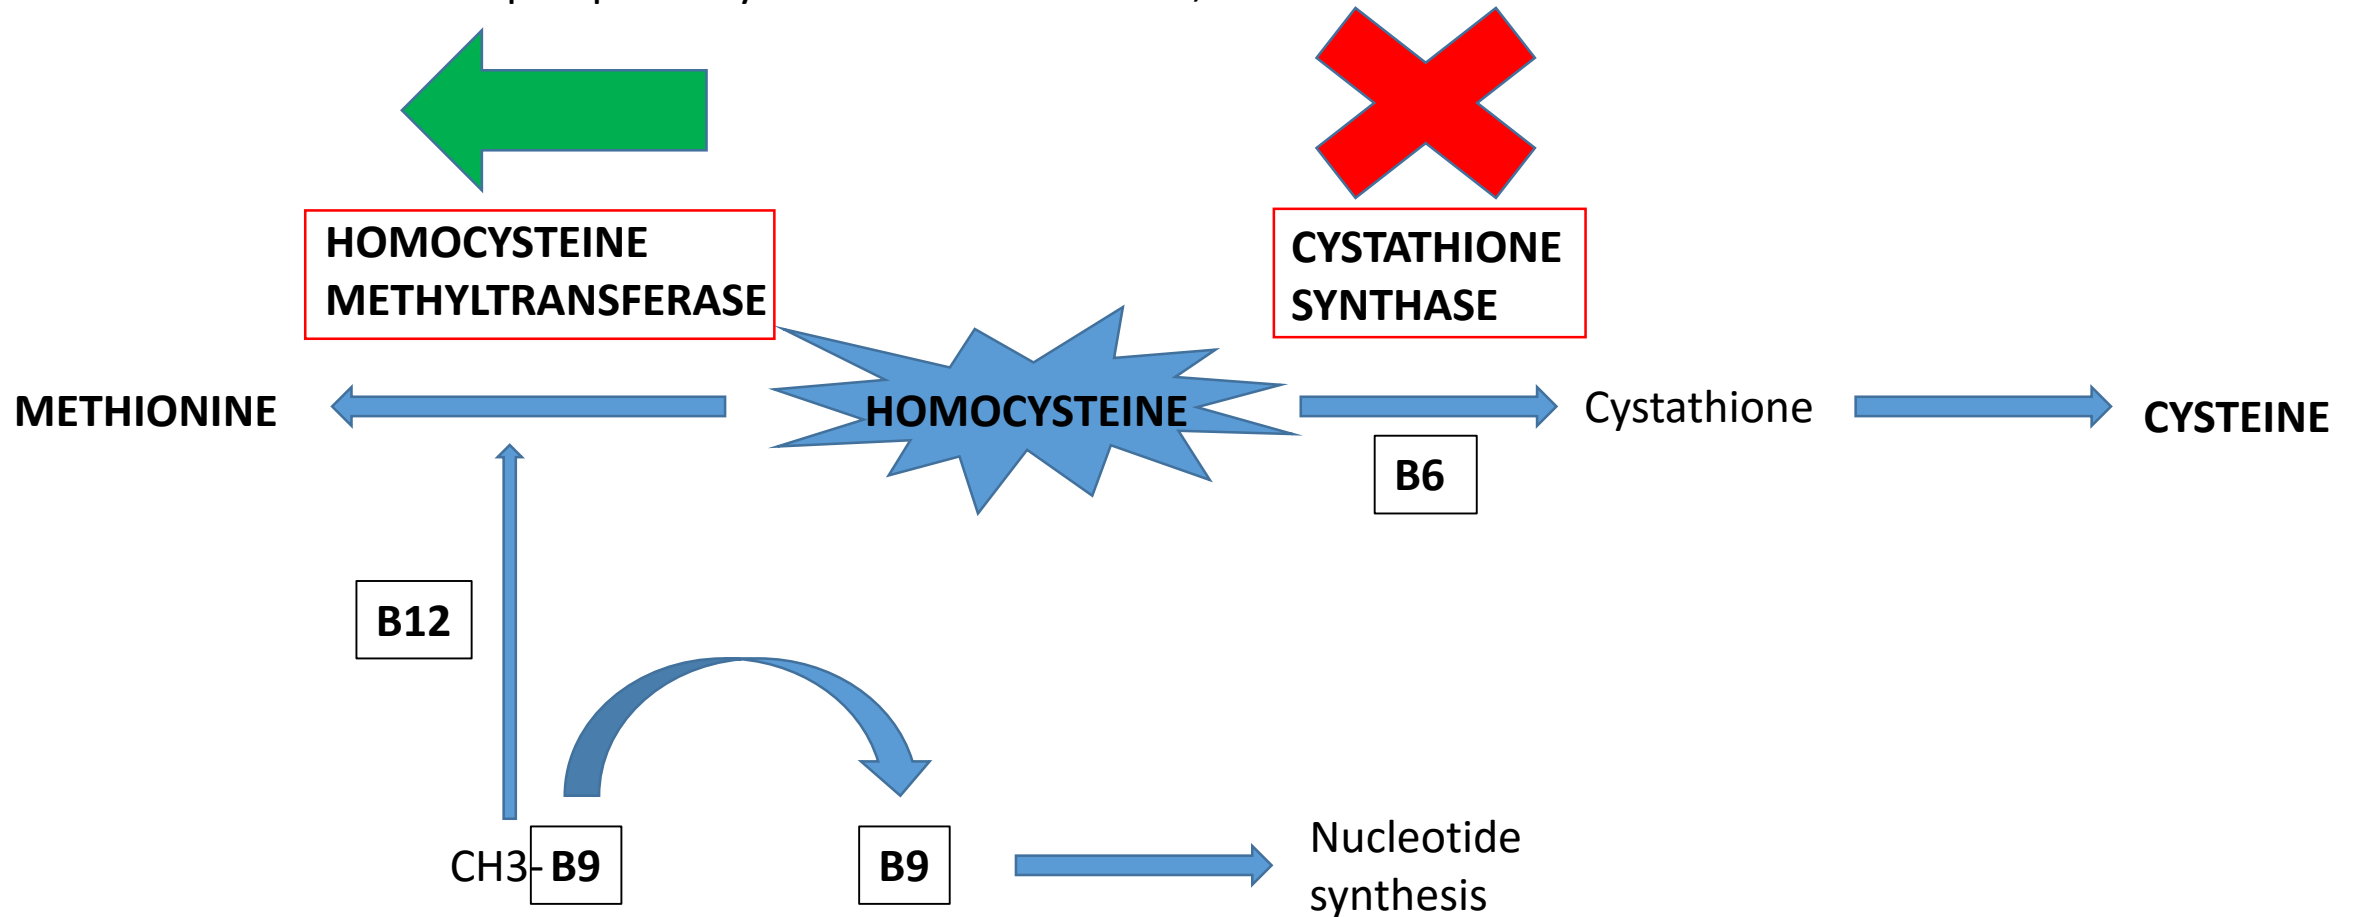 HOMOCYSTEINE
METHYLTRANSFERASE
CYSTATHIONE
SYNTHASE
METHIONINE
HOMOCYSTEINE
Cystathione
CYSTEINE
B6
B12
CH3-B9
B9
Nucleotide
synthesis